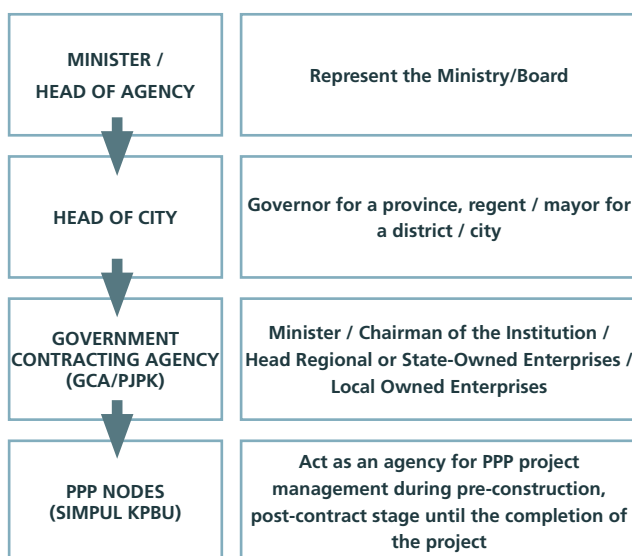 MINISTER /
HEAD OF AGENCY
Represent the Ministry/Board
HEAD OF CITY
Governor for a province, regent / mayor for
a district / city
GOVERNMENT
CONTRACTING AGENCY
(GCA/PJPK)
Minister / Chairman of the Institution /
Head Regional or State-Owned Enterprises /
Local Owned Enterprises
PPP NODES
(SIMPUL KPBU)
Act as an agency for PPP project
management during pre-construction,
post-contract stage until the completion of
the project